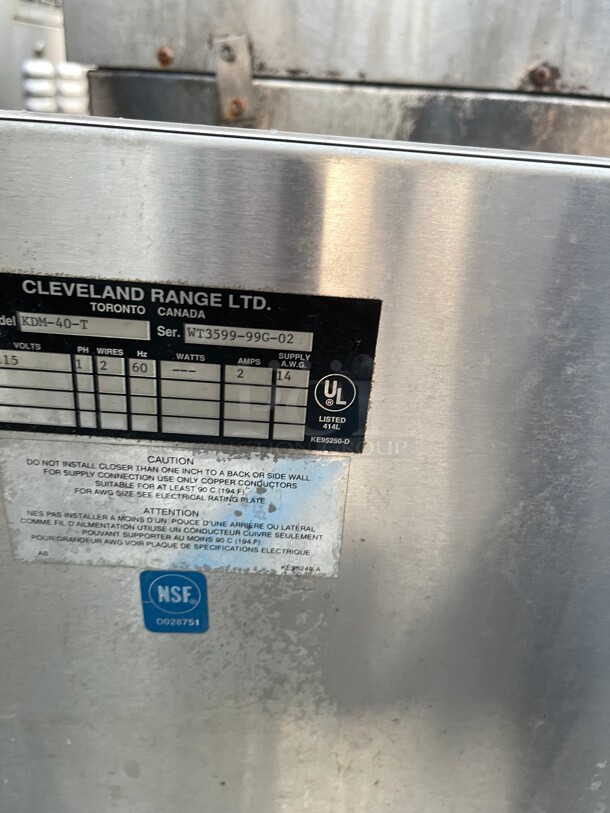 CLEVELAND RANGE LTD.
TORONTO CANADA
del KDM-40-T Ser. WT3599-99G-02
VOLTS PH WIRES Hz WATTS AMPS SUPPLY A.W.G.
15 1 2 60 --- 2 14
UL
®
LISTED
414L
KE95250-D
CAUTION
DO NOT INSTALL CLOSER THAN ONE INCH TO A BACK OR SIDE WALL
FOR SUPPLY CONNECTION USE ONLY COPPER CONDUCTORS
SUITABLE FOR AT LEAST 90 C (194 F)
FOR AWG SIZE SEE ELECTRICAL RATING PLATE
ATTENTION
NES PAS INSTALLER A MOINS D'UN POUCE D'UNE ARRIERE OU LATERAL
COMME FIL D'ALIMENTATION UTILISE UN CONDUCTEUR CUIVRE SEULEMENT
POUVANT SUPPORTER AU MOINS 90 C (194 F)
POUR GRANDEUR AWG VOIR PLAQUE DE SPECIFICATIONS ELECTRIQUE
AB KE95249-A
NSF®
D028751